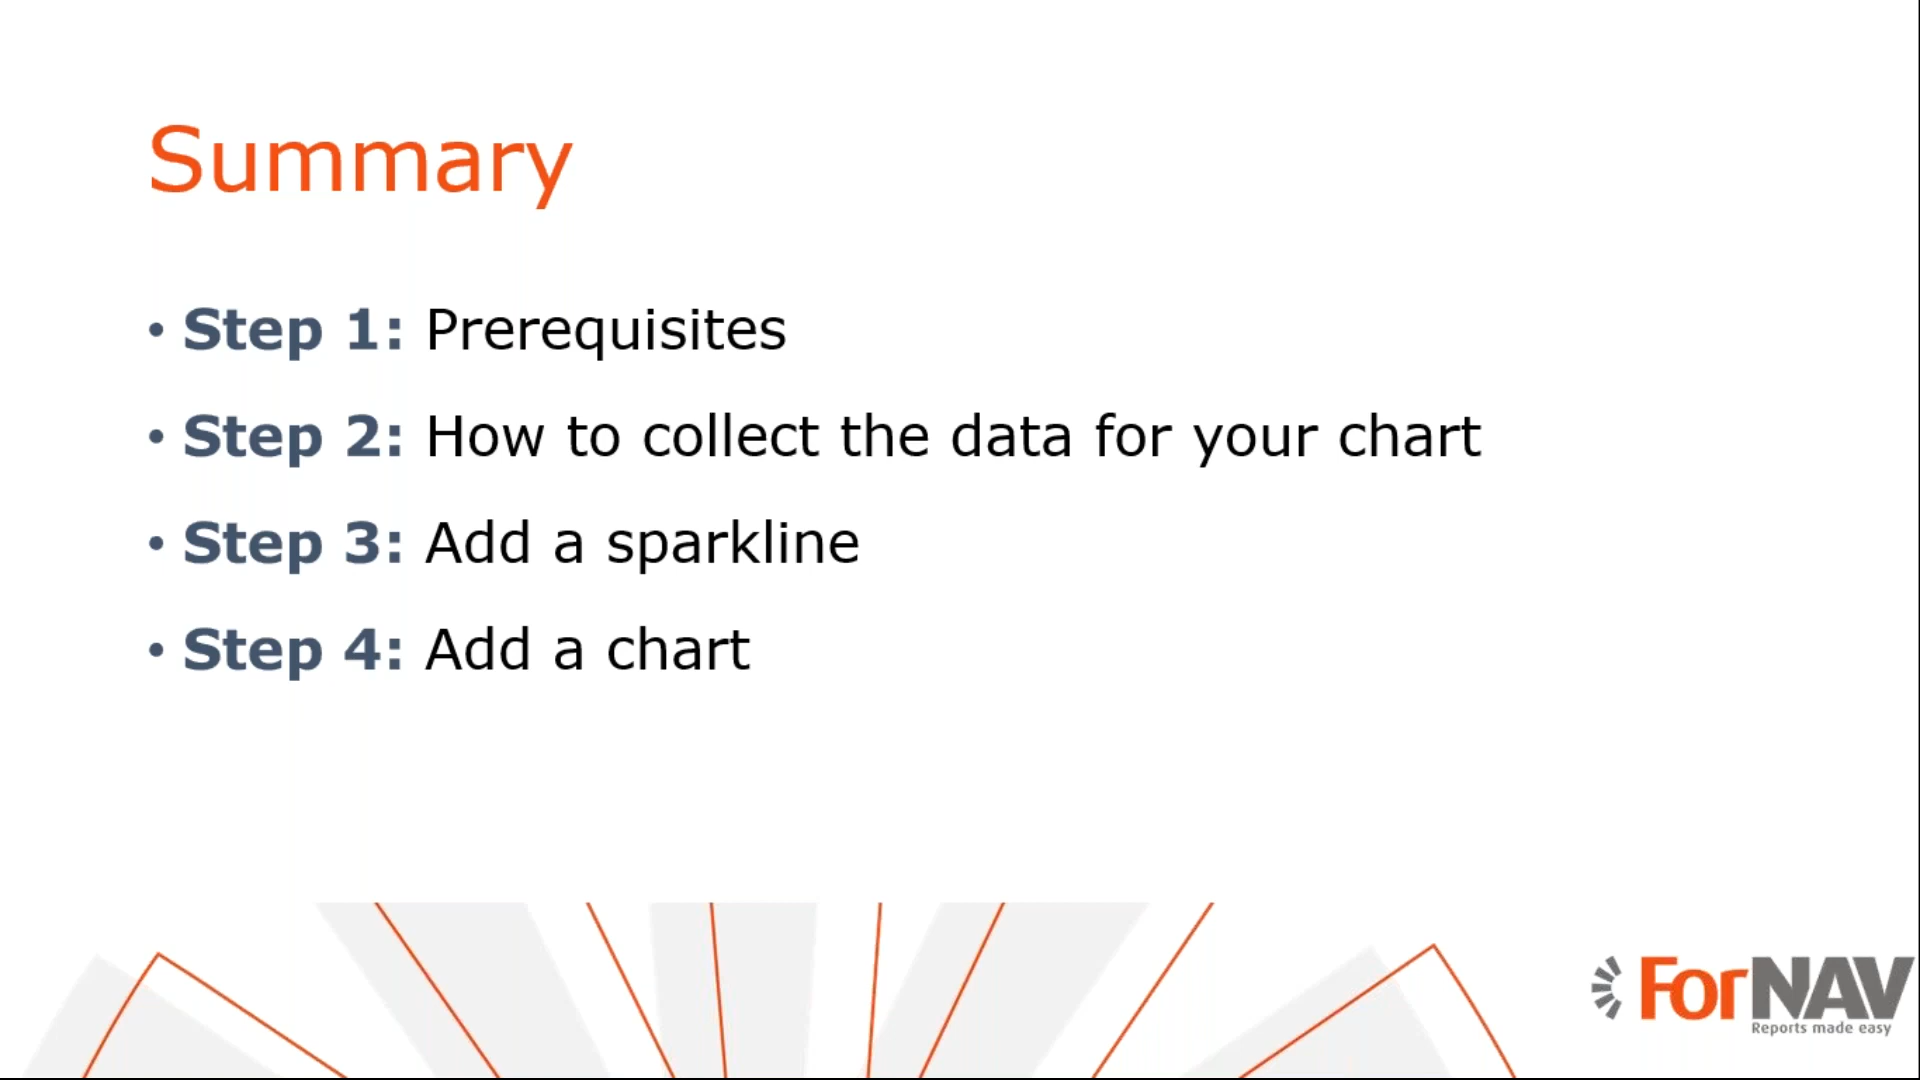 Summary
• Step 1: Prerequisites
• Step 2: How to collect the data for your chart
• Step 3: Add a sparkline
• Step 4: Add a chart
ForNAV
Reports made easy